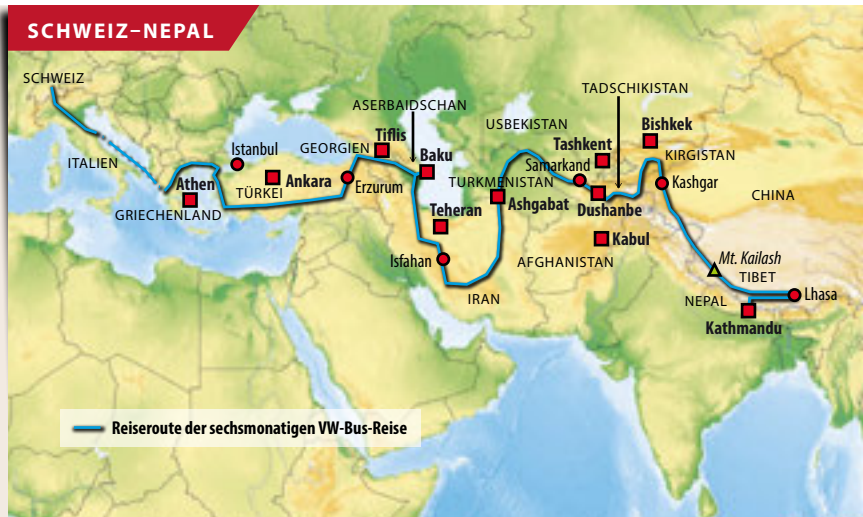 SCHWEIZ–NEPAL
SCHWEIZ
ITALIEN
Athen
GRIECHENLAND
Istanbul
TÜRKEI
Ankara
GEORGIEN
Tiflis
Erzurum
ASERBAIDSCHAN
Baku
Teheran
Isfahan
IRAN
USBEKISTAN
TURKMENISTAN
Ashgabat
Samarkand
Tashkent
TADSCHIKISTAN
Dushanbe
Bishkek
KIRGISTAN
Kashgar
Kabul
AFGHANISTAN
CHINA
Mt. Kailash
TIBET
NEPAL
Lhasa
Kathmandu
Reiseroute der sechsmonatigen VW-Bus-Reise